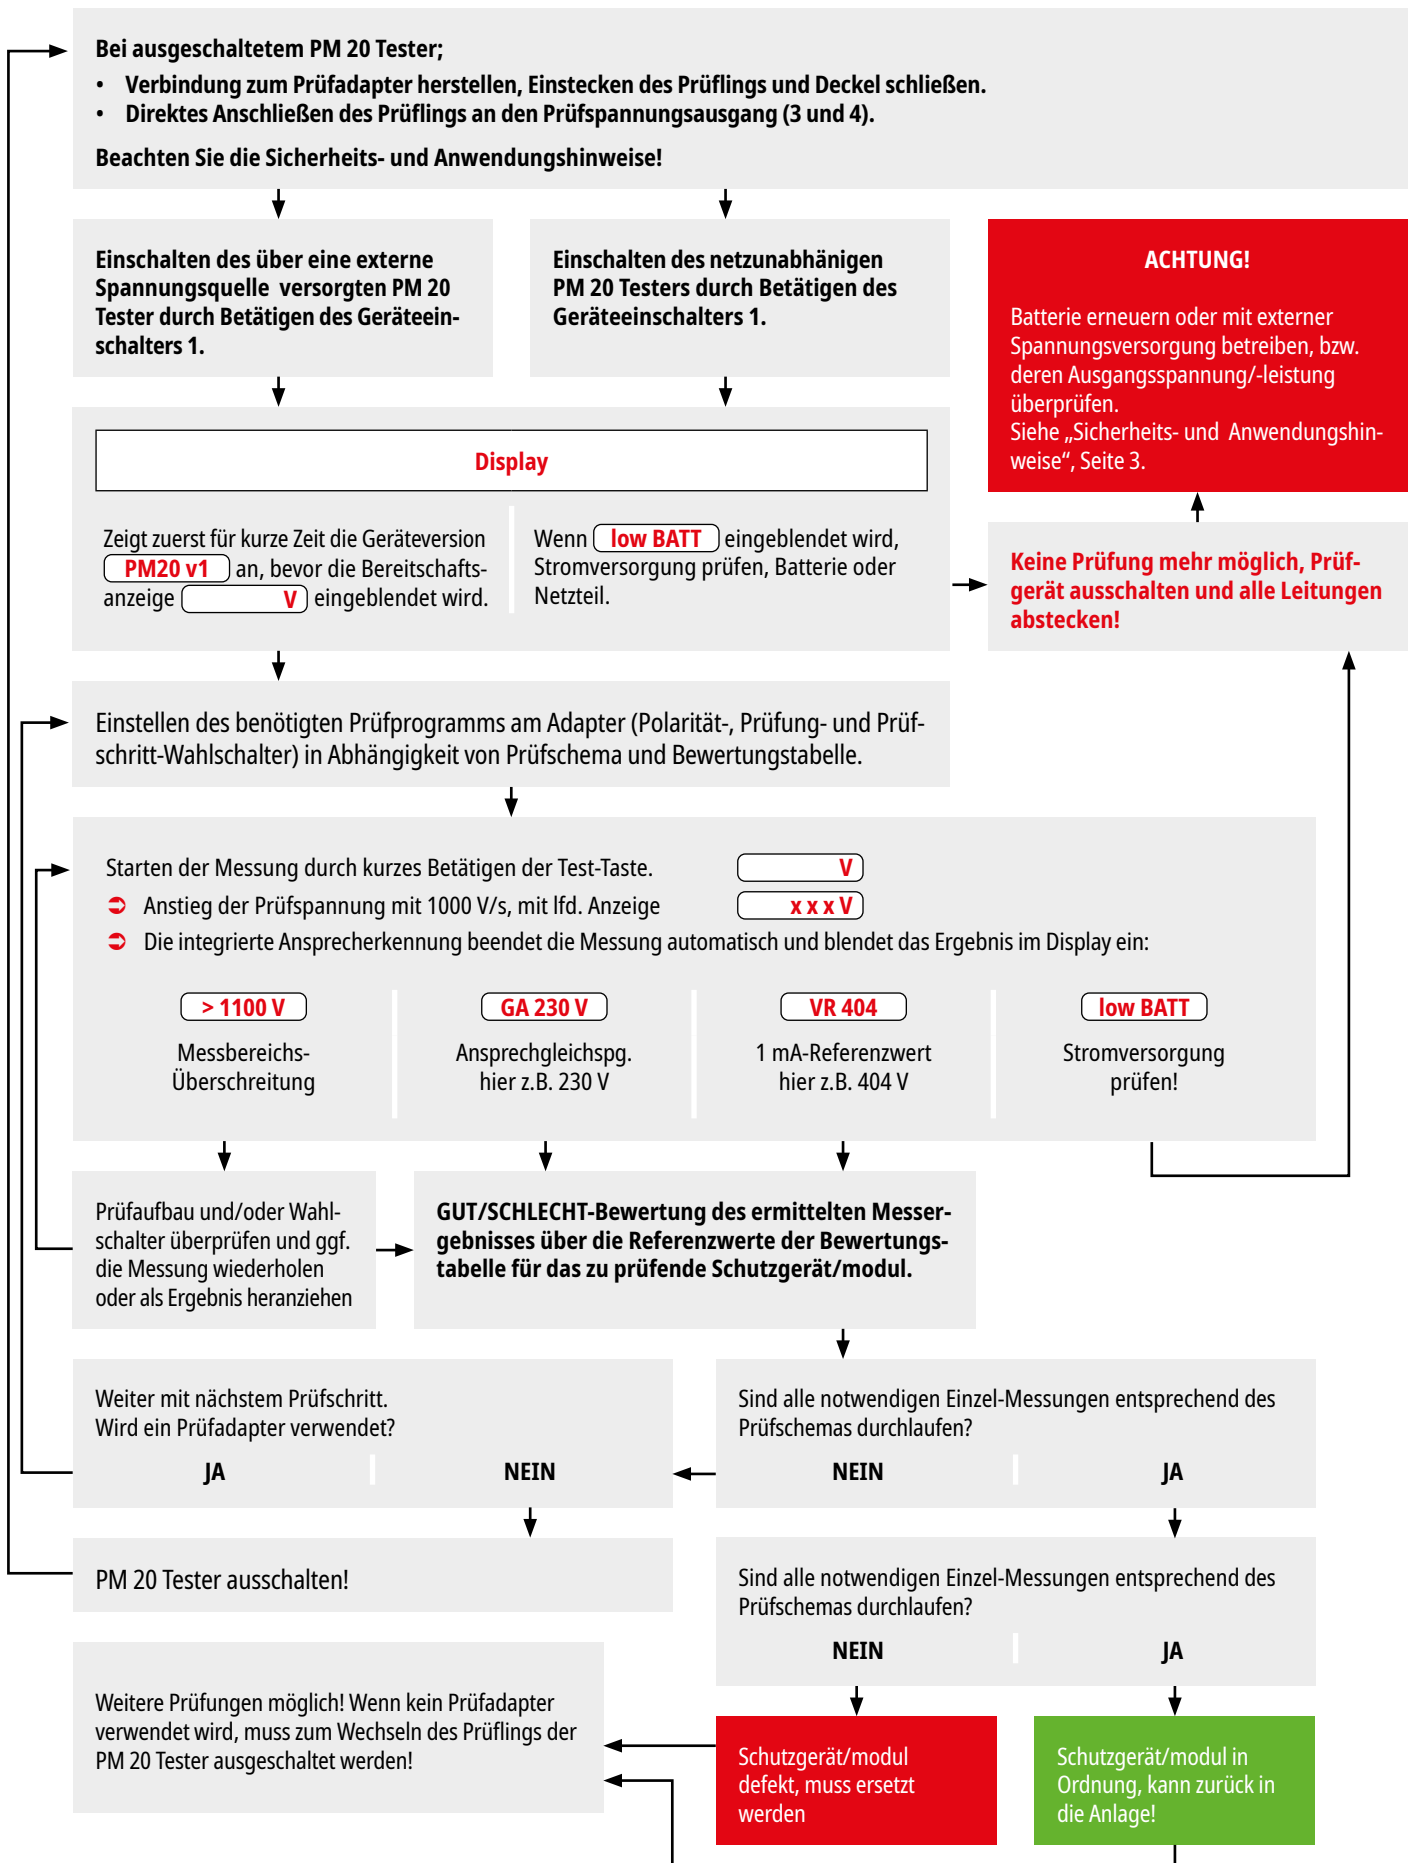 Bei ausgeschaltetem PM 20 Tester;
• Verbindung zum Prüfadapter herstellen, Einstecken des Prüflings und Deckel schließen.
• Direktes Anschließen des Prüflings an den Prüfspannungsausgang (3 und 4).
Beachten Sie die Sicherheits- und Anwendungshinweise!
Einschalten des über eine externe
Spannungsquelle versorgten PM 20
Tester durch Betätigen des Geräteein-
schalters 1.
Einschalten des netzunabhänigen
PM 20 Testers durch Betätigen des
Geräteeinschalters 1.
ACHTUNG!
Batterie erneuern oder mit externer
Spannungsversorgung betreiben, bzw.
deren Ausgangsspannung/-leistung
überprüfen.
Siehe „Sicherheits- und Anwendungshin-
weise“, Seite 3.
Display
Zeigt zuerst für kurze Zeit die Geräteversion
PM20 v1 an, bevor die Bereitschafts-
anzeige V eingeblendet wird.
Wenn low BATT eingeblendet wird,
Stromversorgung prüfen, Batterie oder
Netzteil.
Keine Prüfung mehr möglich, Prüf-
gerät ausschalten und alle Leitungen
abstecken!
Einstellen des benötigten Prüfprogramms am Adapter (Polarität-, Prüfung- und Prüf-
schritt-Wahlschalter) in Abhängigkeit von Prüfschema und Bewertungstabelle.
Starten der Messung durch kurzes Betätigen der Test-Taste. V
➲ Anstieg der Prüfspannung mit 1000 V/s, mit lfd. Anzeige x x x V
➲ Die integrierte Ansprecherkennung beendet die Messung automatisch und blendet das Ergebnis im Display ein:
> 1100 V
Messbereichs-
Überschreitung
GA 230 V
Ansprechgleichspg.
hier z.B. 230 V
VR 404
1 mA-Referenzwert
hier z.B. 404 V
low BATT
Stromversorgung
prüfen!
Prüfaufbau und/oder Wahl-
schalter überprüfen und ggf.
die Messung wiederholen
oder als Ergebnis heranziehen
GUT/SCHLECHT-Bewertung des ermittelten Messer-
gebnisses über die Referenzwerte der Bewertungs-
tabelle für das zu prüfende Schutzgerät/modul.
Weiter mit nächstem Prüfschritt.
Wird ein Prüfadapter verwendet?
JA NEIN
Sind alle notwendigen Einzel-Messungen entsprechend des
Prüfschemas durchlaufen?
NEIN JA
PM 20 Tester ausschalten!
Sind alle notwendigen Einzel-Messungen entsprechend des
Prüfschemas durchlaufen?
NEIN JA
Weitere Prüfungen möglich! Wenn kein Prüfadapter
verwendet wird, muss zum Wechseln des Prüflings der
PM 20 Tester ausgeschaltet werden!
Schutzgerät/modul
defekt, muss ersetzt
werden
Schutzgerät/modul in
Ordnung, kann zurück in
die Anlage!